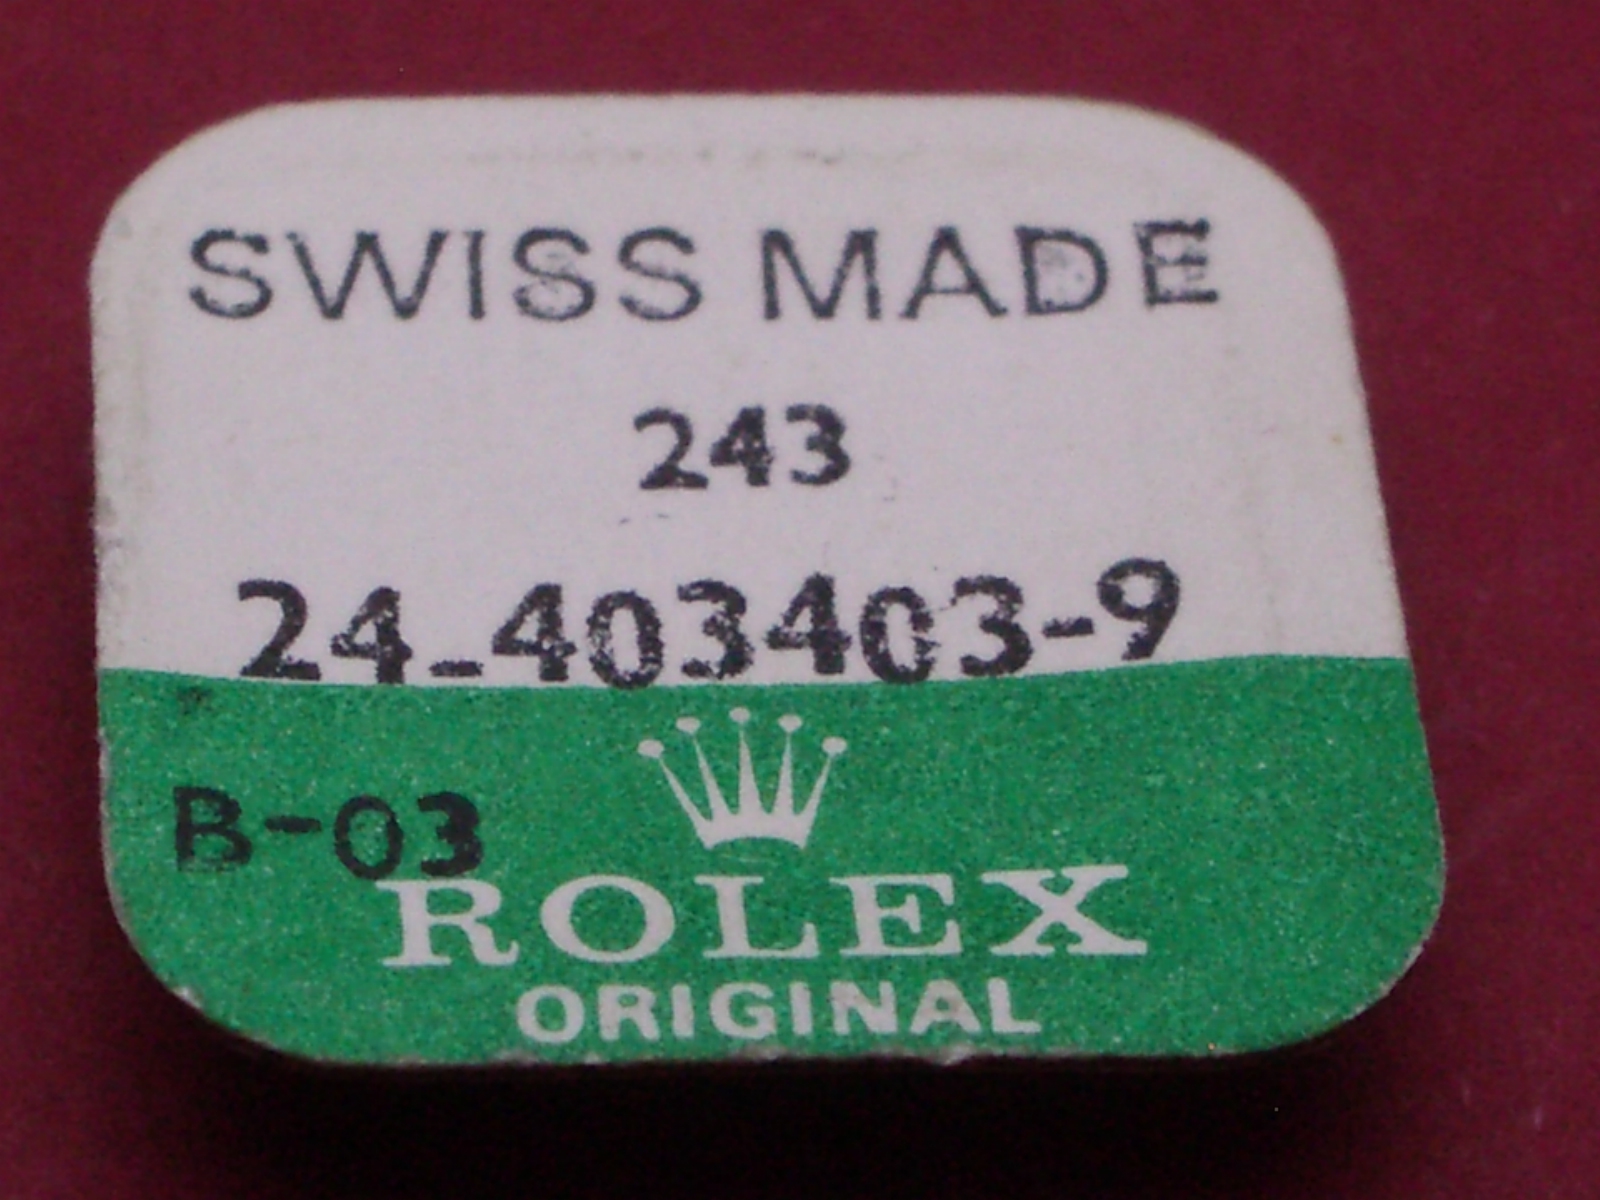 SWISS MADE
243
24-403403-9
B-03
ROLEX
ORIGINAL